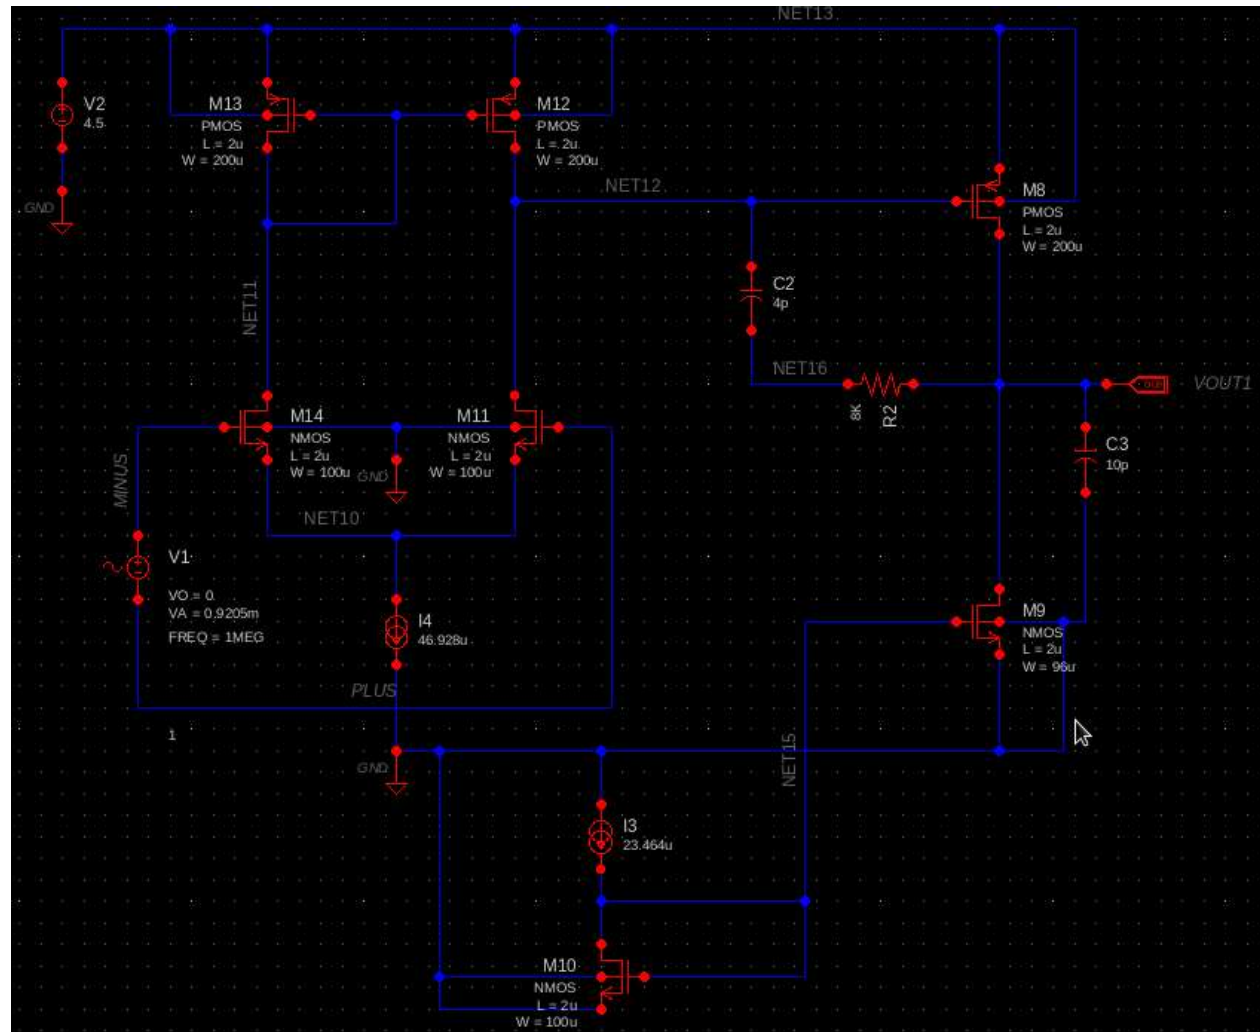 NET13
V2
4.5
GND
M13
PMOS
L = 2u
W = 200u
M12
PMOS
L = 2u
W = 200u
NET12
M8
PMOS
L = 2u
W = 200u
C2
4p
NET11
NET16
8K
R2
OUT
VOUT1
M14
NMOS
L = 2u
W = 100u
GND
M11
NMOS
L = 2u
W = 100u
C3
10p
MINUS
NET10
V1
VO = 0
VA = 0.9205m
FREQ = 1MEG
I4
46.928u
PLUS
M9
NMOS
L = 2u
W = 96u
1
GND
NET15
I3
23.464u
M10
NMOS
L = 2u
W = 100u